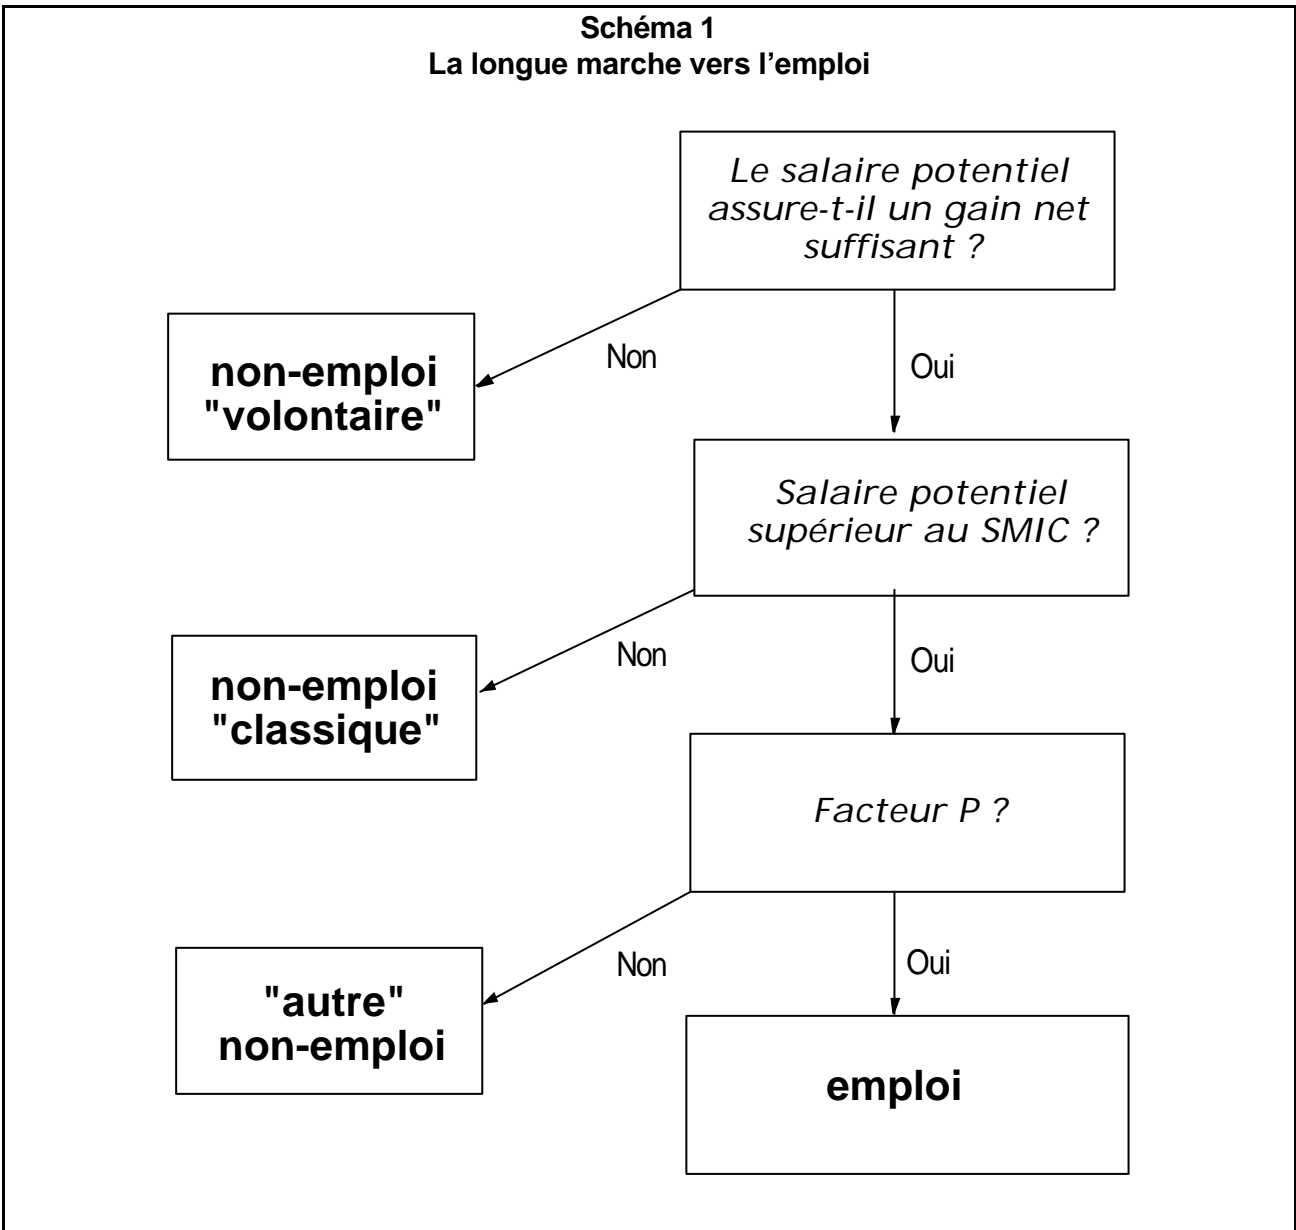 Schéma 1
La longue marche vers l’emploi
Le salaire potentiel
assure-t-il un gain net
suffisant ?
Non
Oui
non-emploi
"volontaire"
Salaire potentiel
supérieur au SMIC ?
Non
Oui
non-emploi
"classique"
Facteur P ?
Non
Oui
"autre"
non-emploi
emploi